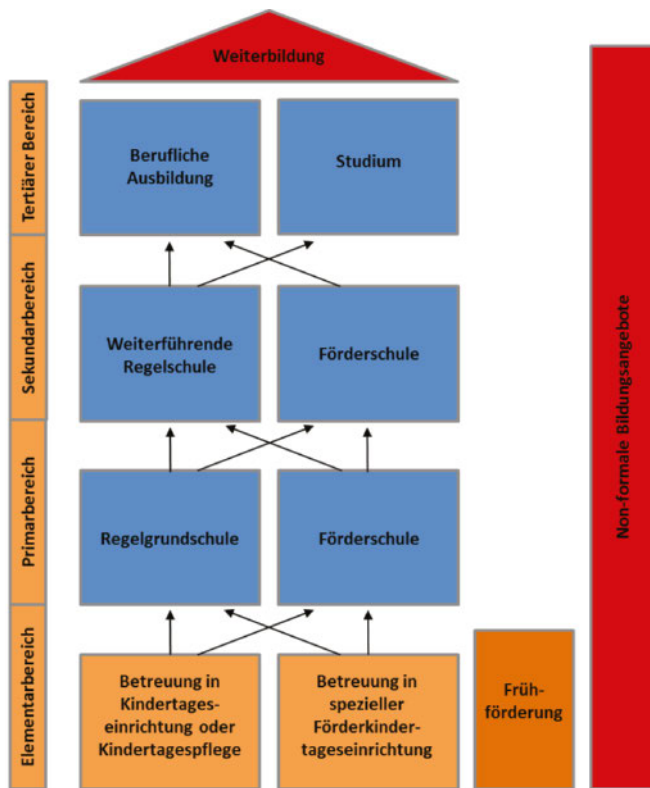 Weiterbildung
Tertiärer Bereich
Berufliche
Ausbildung
Studium
Sekundarbereich
Weiterführende
Regelschule
Förderschule
Primarbereich
Regelgrundschule
Förderschule
Elementarbereich
Betreuung in
Kindertages-
einrichtung oder
Kindertagespflege
Betreuung in
spezieller
Förderkinder-
tageseinrichtung
Früh-
förderung
Non-formale Bildungsangebote